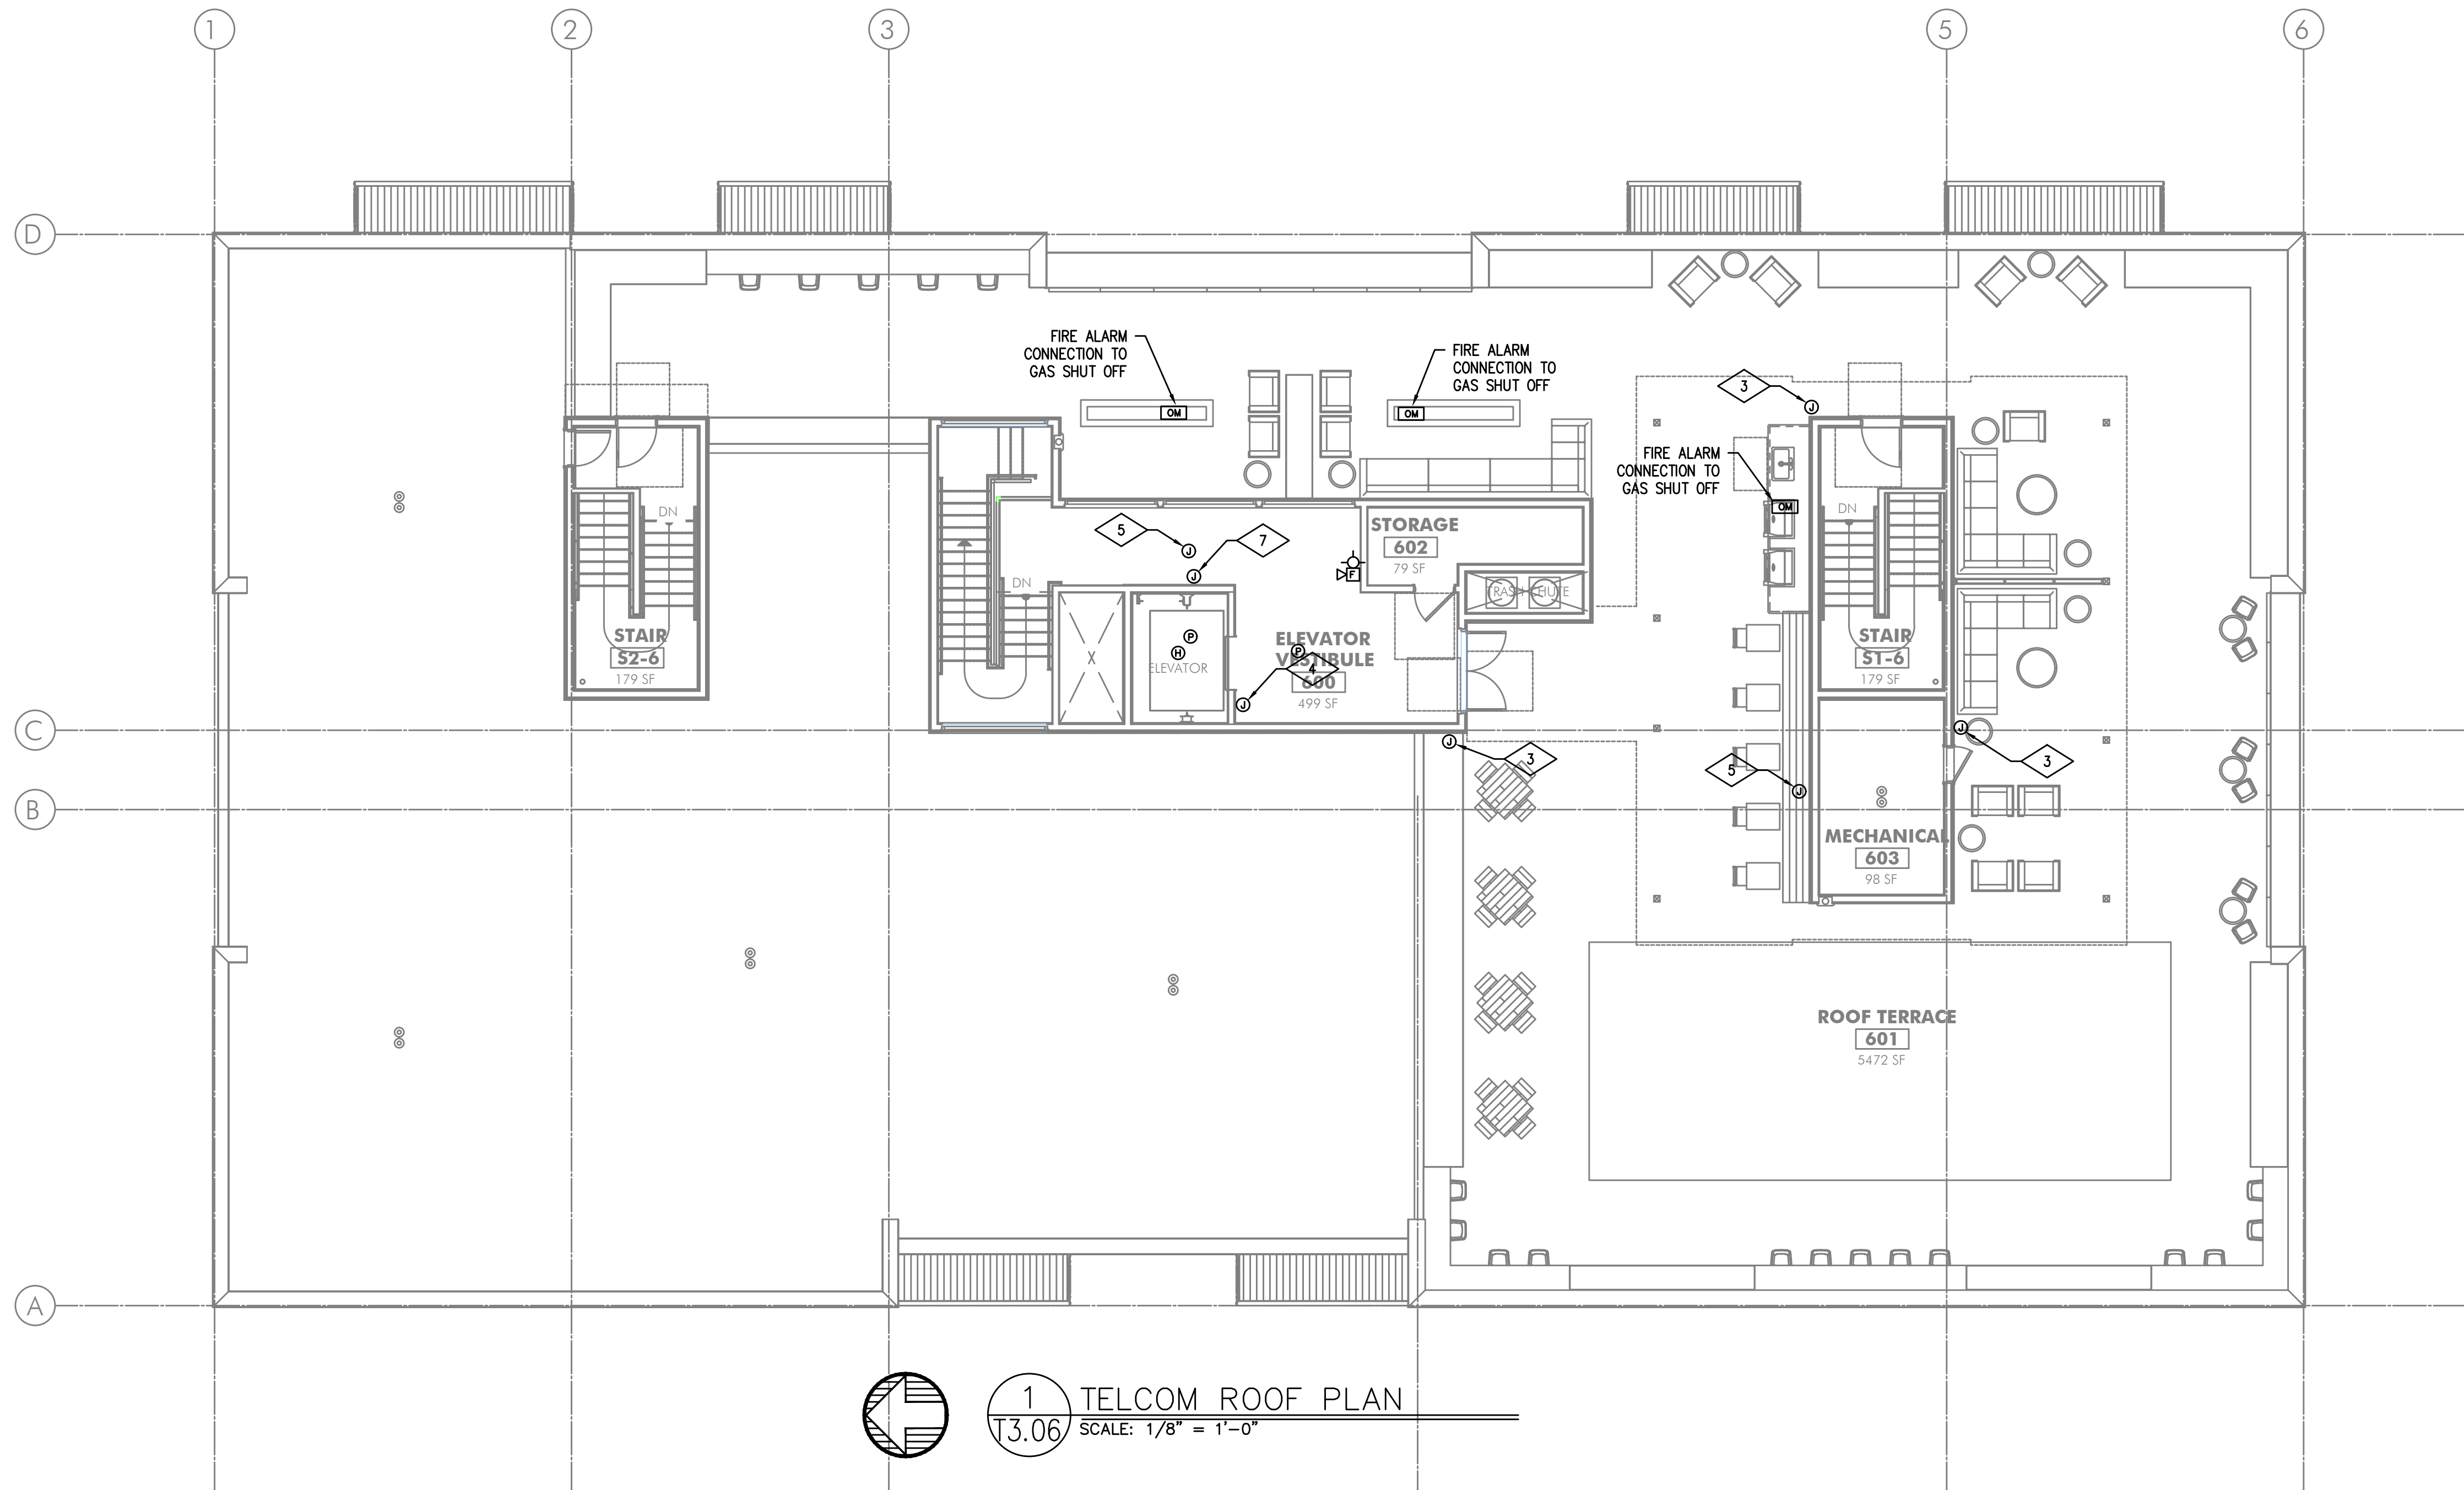 1
2
3
5
6
D
C
B
A
FIRE ALARM
CONNECTION TO
GAS SHUT OFF
OM
FIRE ALARM
CONNECTION TO
GAS SHUT OFF
OM
3
J
FIRE ALARM
CONNECTION TO
GAS SHUT OFF
OM
DN
STAIR
S2-6
179 SF
5
J
7
J
DN
X
P
H
ELEVATOR
ELEVATOR
VESTIBULE
600
499 SF
P
4
J
STORAGE
602
79 SF
F
TRASH CHUTE
DN
STAIR
S1-6
179 SF
J
3
J
3
5
J
MECHANICAL
603
98 SF
ROOF TERRACE
601
5472 SF
1
T3.06
TELCOM ROOF PLAN
SCALE: 1/8" = 1'-0"